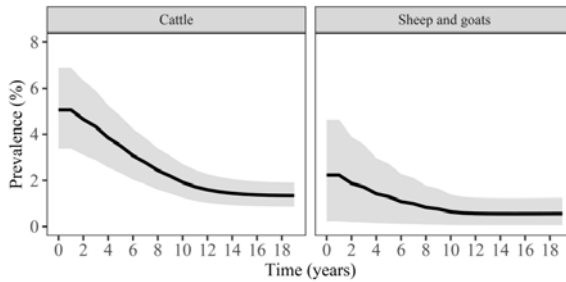 Cattle
Sheep and goats
Prevalence (%)
8
6
4
2
0
0 2 4 6 8 10 12 14 16 18
0 2 4 6 8 10 12 14 16 18
Time (years)